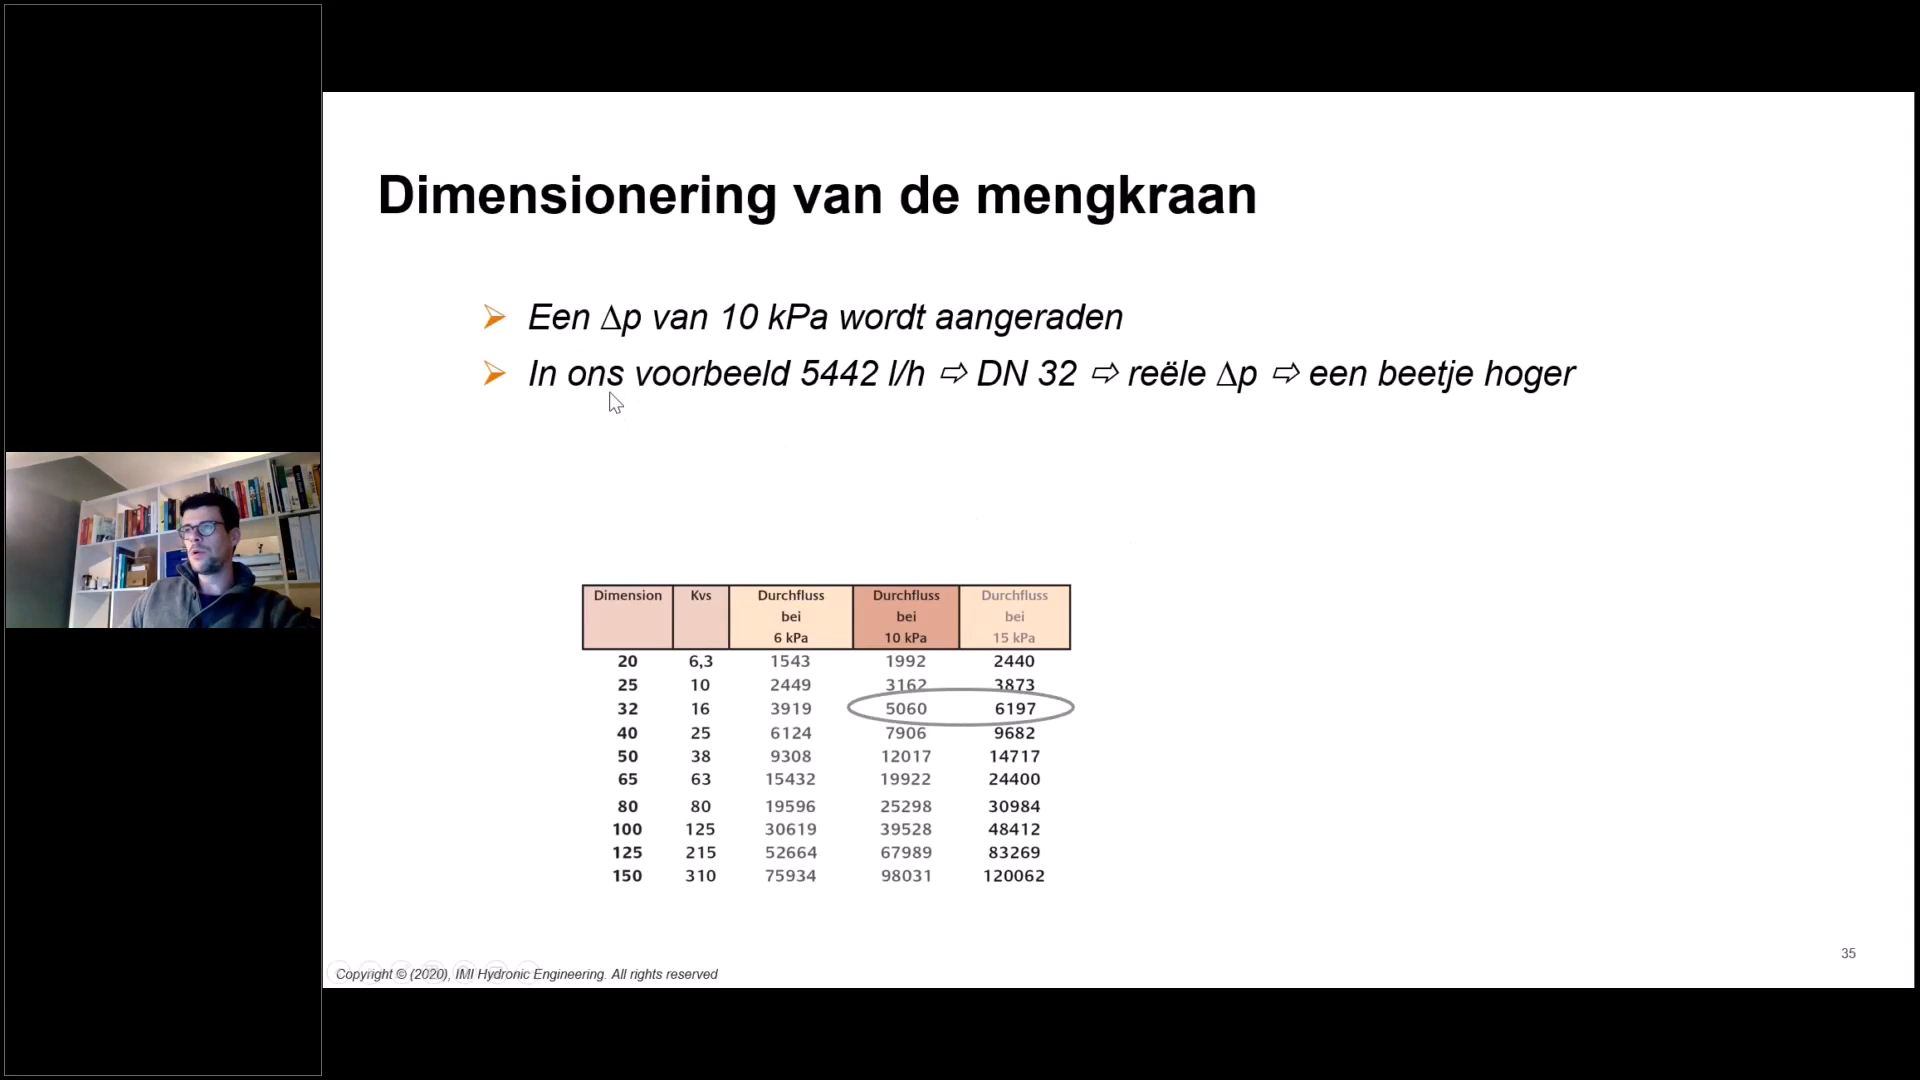 Dimensionering van de mengkraan
Een Δp van 10 kPa wordt aangeraden
In ons voorbeeld 5442 l/h ⇨ DN 32 ⇨ reële Δp ⇨ een beetje hoger
Dimension Kvs Durchfluss bei 6 kPa Durchfluss bei 10 kPa Durchfluss bei 15 kPa
20 6,3 1543 1992 2440
25 10 2449 3162 3873
32 16 3919 5060 6197
40 25 6124 7906 9682
50 38 9308 12017 14717
65 63 15432 19922 24400
80 80 19596 25298 30984
100 125 30619 39528 48412
125 215 52664 67989 83269
150 310 75934 98031 120062
35
Copyright © (2020), IMI Hydronic Engineering. All rights reserved